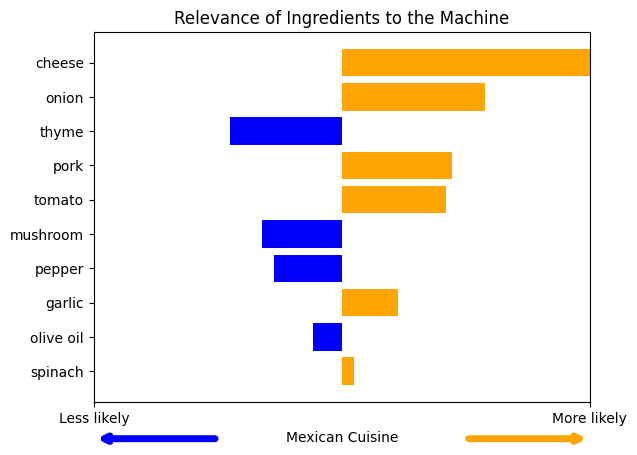 Relevance of Ingredients to the Machine
cheese
onion
thyme
pork
tomato
mushroom
pepper
garlic
olive oil
spinach
Less likely
More likely
Mexican Cuisine